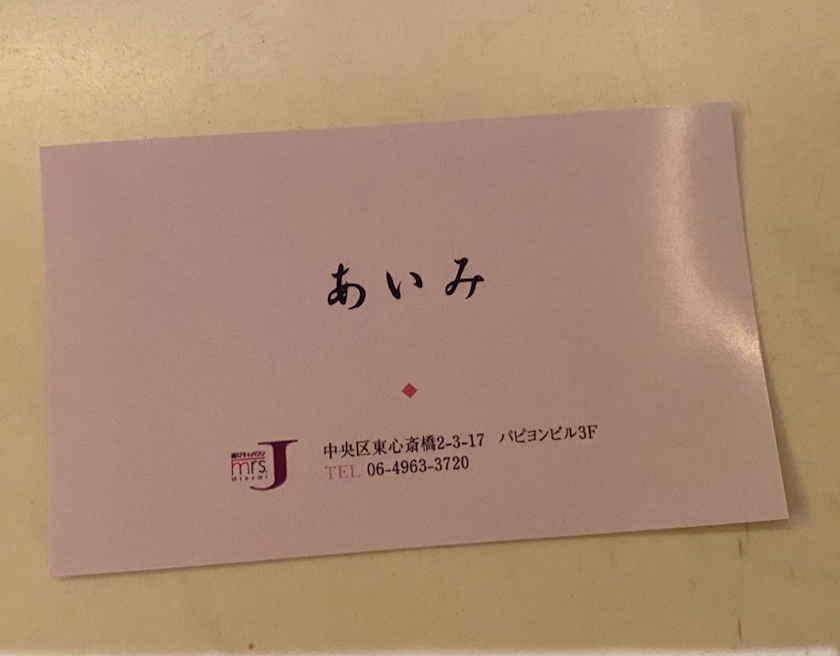 あいみ
中央区東心斎橋2-3-17 パピヨンビル3F
TEL 06-4963-3720
mrs. J
Minami